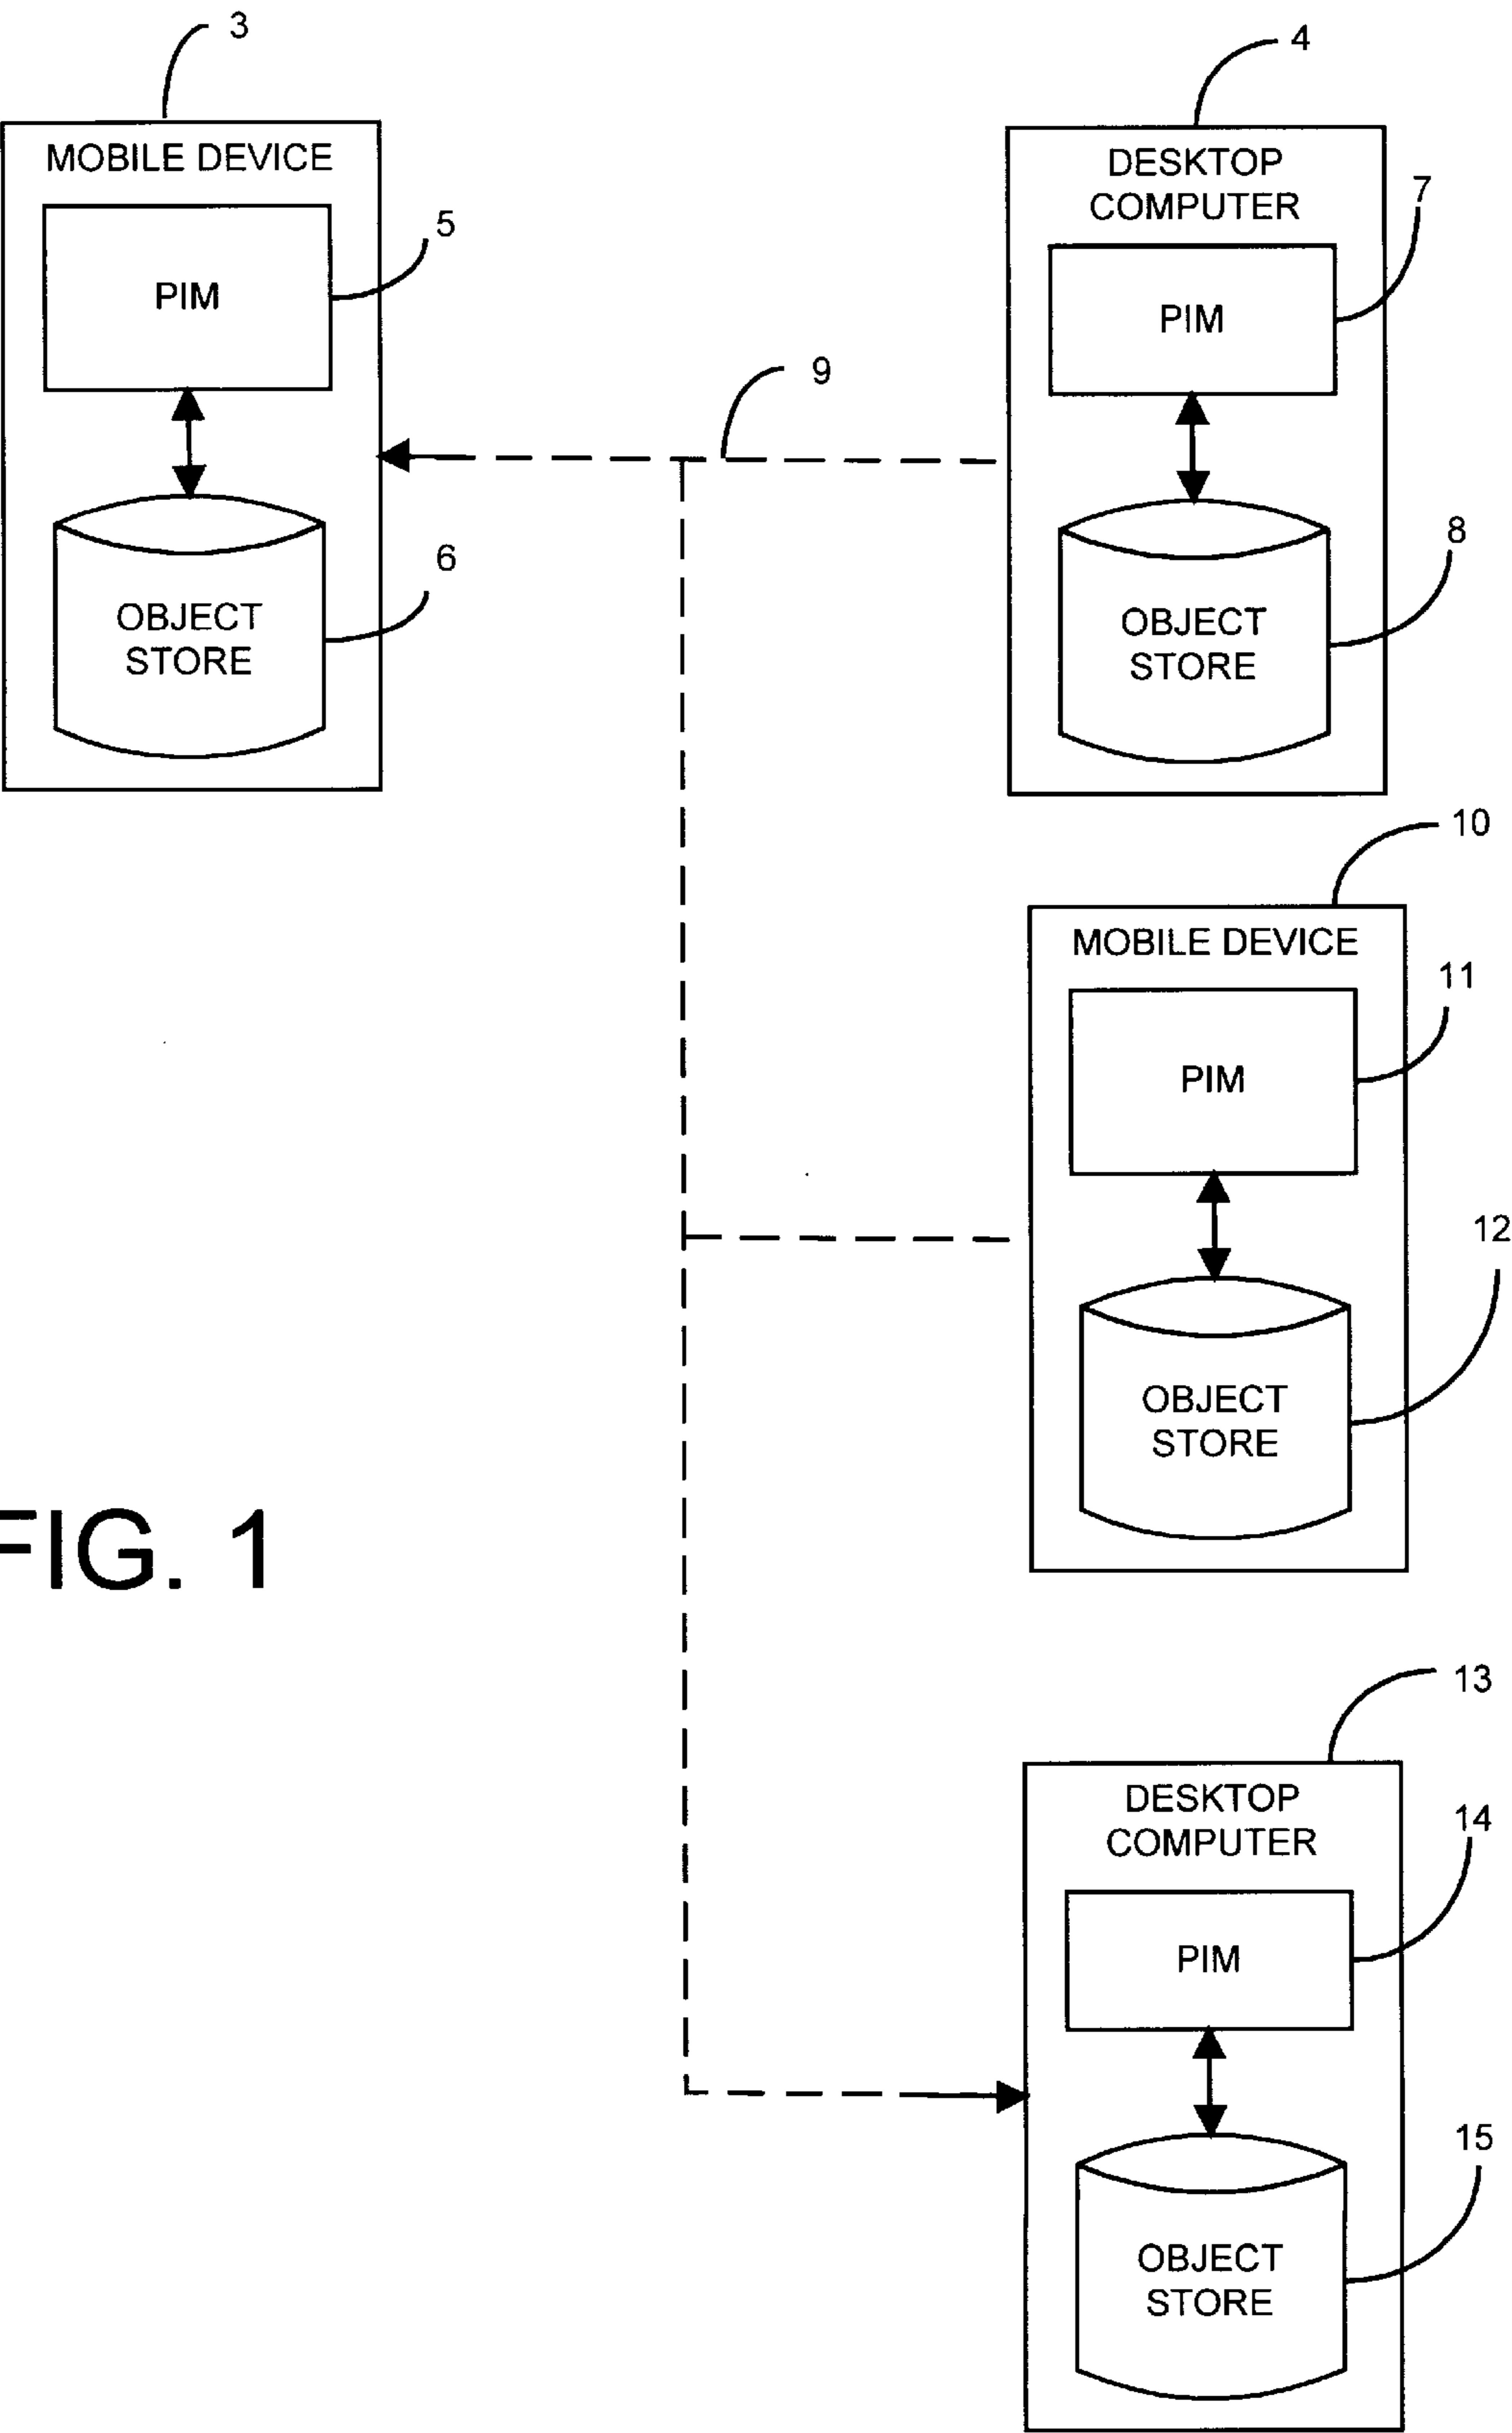 3
MOBILE DEVICE
5
PIM
6
OBJECT
STORE
4
DESKTOP
COMPUTER
7
PIM
8
OBJECT
STORE
9
10
MOBILE DEVICE
11
PIM
12
OBJECT
STORE
FIG. 1
13
DESKTOP
COMPUTER
14
PIM
15
OBJECT
STORE